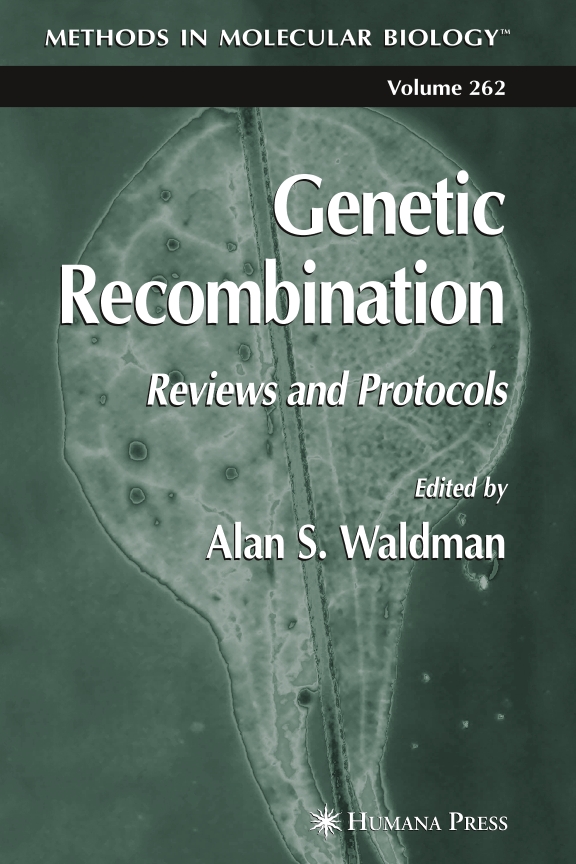 METHODS IN MOLECULAR BIOLOGY™
Volume 262
Genetic
Recombination
Reviews and Protocols
Edited by
Alan S. Waldman
HUMANA PRESS